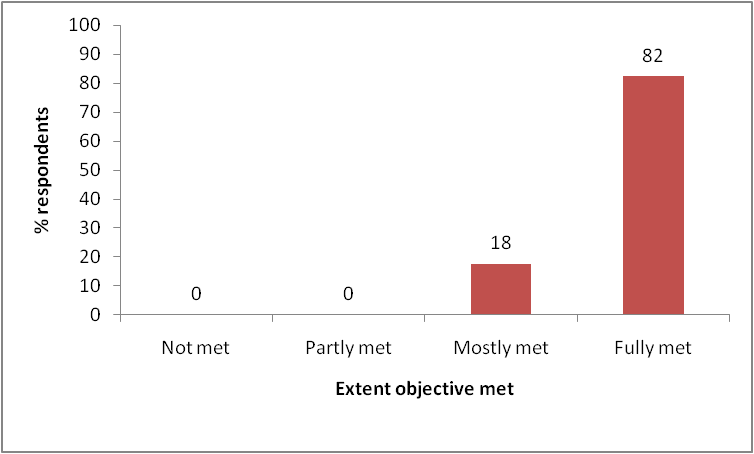 100
90
80
70
60
50
40
30
20
10
0
% respondents
0
0
18
82
Not met
Partly met
Mostly met
Fully met
Extent objective met